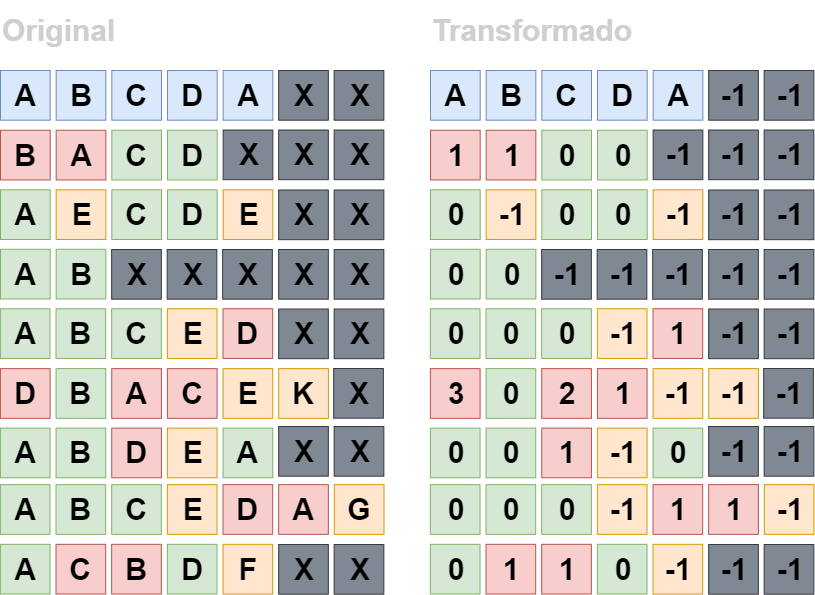 Original Transformado
A B C D A X X A B C D A -1 -1
B A C D X X X 1 1 0 0 -1 -1 -1
A E C D E X X 0 -1 0 0 -1 -1 -1
A B X X X X X 0 0 -1 -1 -1 -1 -1
A B C E D X X 0 0 0 -1 1 -1 -1
D B A C E K X 3 0 2 1 -1 -1 -1
A B D E A X X 0 0 1 -1 0 -1 -1
A B C E D A G 0 0 0 -1 1 1 -1
A C B D F X X 0 1 1 0 -1 -1 -1